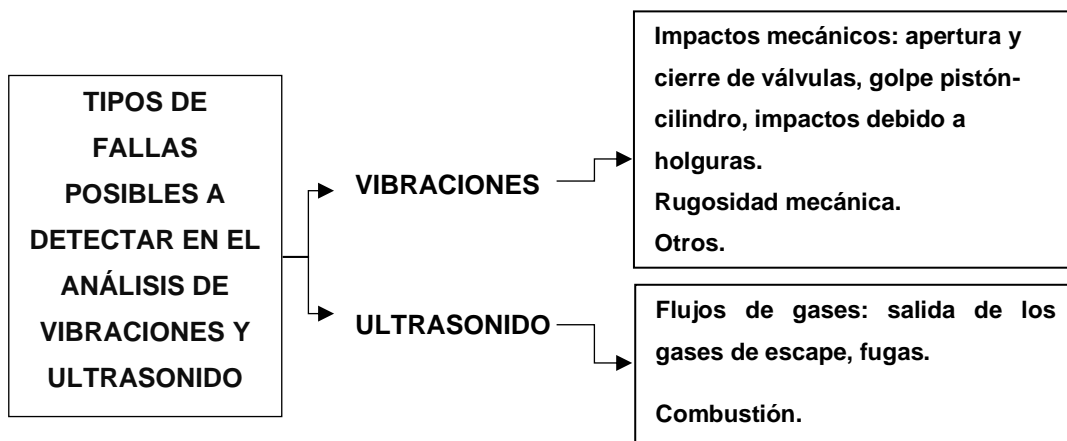 TIPOS DE
FALLAS
POSIBLES A
DETECTAR EN EL
ANÁLISIS DE
VIBRACIONES Y
ULTRASONIDO
VIBRACIONES
Impactos mecánicos: apertura y
cierre de válvulas, golpe pistón-
cilindro, impactos debido a
holguras.
Rugosidad mecánica.
Otros.
ULTRASONIDO
Flujos de gases: salida de los
gases de escape, fugas.
Combustión.